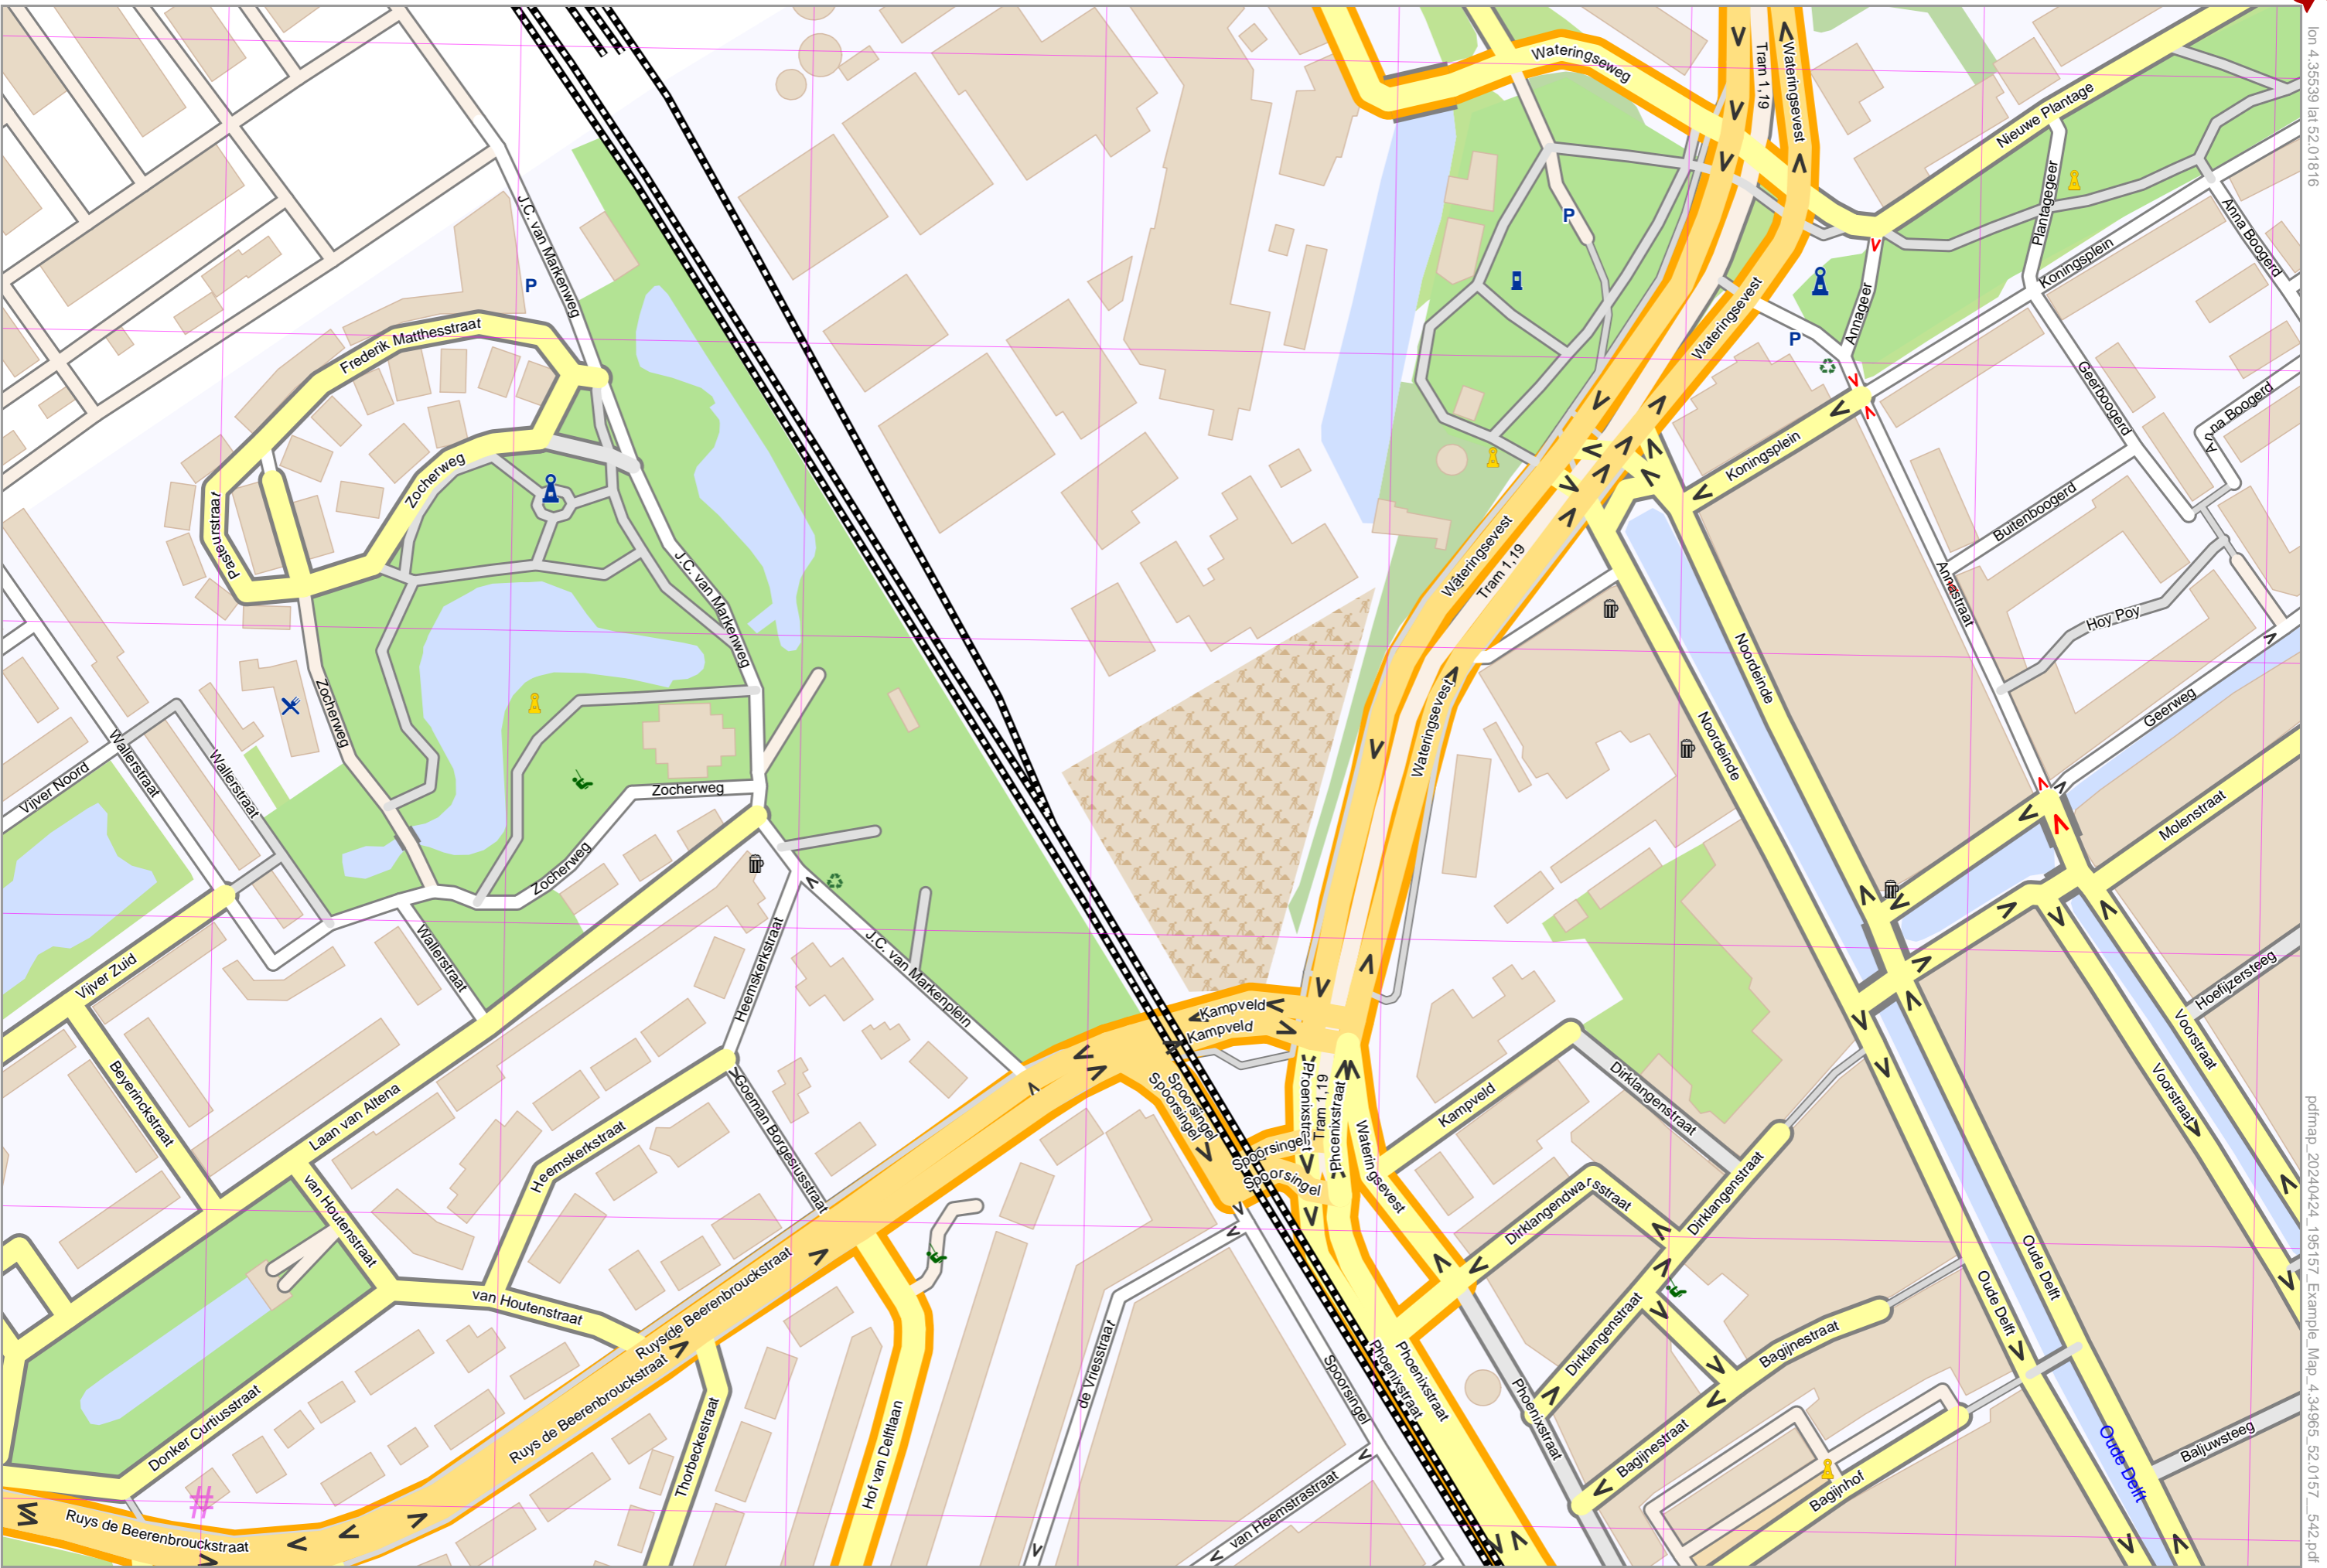 Wateringseweg
Tram 1,19
Wateringsevest
Nieuwe Plantage
lon 4.35539 lat 52.01816
J.C. van Markenweg
P
P
Plantagegeer
Anna Boogerd
Koningsplein
Frederik Matthesstraat
Wateringsevest
P
Annageer
Geerboogerd
Anna Boogerd
Zocherweg
Koningsplein
Pasteurstraat
Buitenboogerd
J.C. van Markenweg
Wateringsevest
Tram 1,19
Annastraat
Hoy Poy
Noordeinde
Zocherweg
Wallerstraat
Wallerstraat
Vijver Noord
Zocherweg
Wateringsevest
Noordeinde
Geerweg
Molenstraat
Zocherweg
Wallerstraat
Vijver Zuid
Heemskerkstraat
J.C. van Markenplein
Kampveld
Kampveld
Hoefijzersteeg
Voorstraat
Voorstraat
Beyerinckstraat
Laan van Altena
Goeman Borgesiusstraat
Spoorsingel
Spoorsingel
Phoenixstraat
Tram 1,19
Phoenixstraat
Kampveld
Dirklangenstraat
Heemskerkstraat
Spoorsingel
Spoorsingel
Wateringsevest
Dirklangendwarsstraat
Dirklangenstraat
pdfmap_20240424_195157_Example_Map_4.34965_52.0157__542.pdf
van Houtenstraat
van Houtenstraat
Ruys de Beerenbrouckstraat
Ruys de Beerenbrouckstraat
de Vriesstraat
Spoorsingel
Phoenixstraat
Phoenixstraat
Phoenixstraat
Dirklangenstraat
Bagijnestraat
Oude Delft
Oude Delft
Donker Curtiusstraat
Thorbeckestraat
Hof van Delftlaan
Bagijnestraat
Bagijnhof
Oude Delft
Baljuwsteeg
#
Ruys de Beerenbrouckstraat
van Heemstrastraat